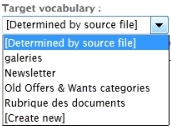 Target vocabulary :
[Determined by source file]
[Determined by source file]
galeries
Newsletter
Old Offers & Wants categories
Rubrique des documents
[Create new]